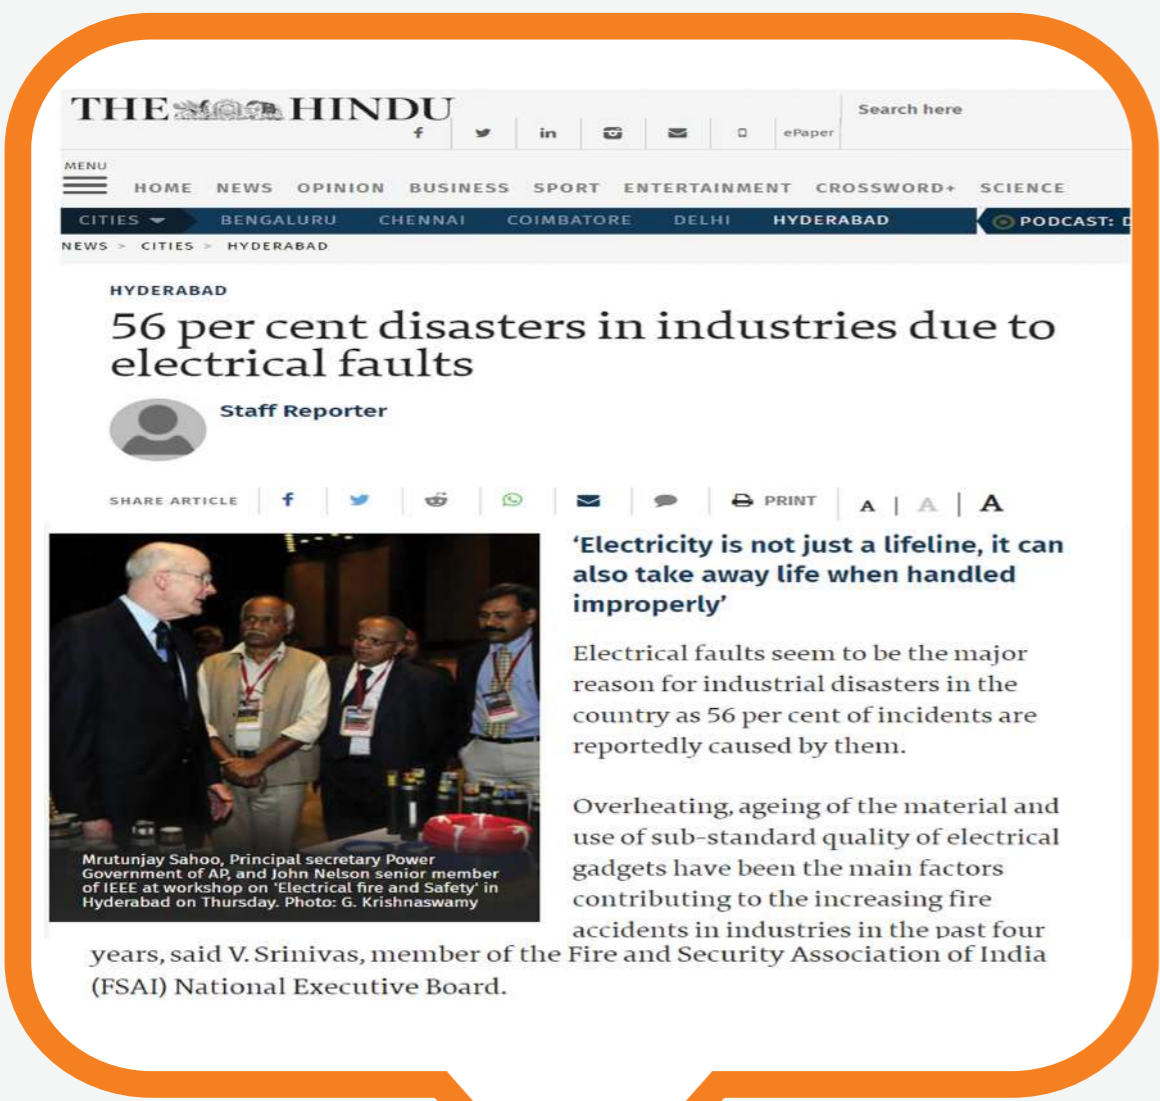 THE HINDU
Search here
ePaper
MENU
HOME NEWS OPINION BUSINESS SPORT ENTERTAINMENT CROSSWORD+ SCIENCE
CITIES BENGALURU CHENNAI COIMBATORE DELHI HYDERABAD PODCAST: D
NEWS > CITIES > HYDERABAD
HYDERABAD
56 per cent disasters in industries due to
electrical faults
Staff Reporter
SHARE ARTICLE PRINT A | A | A
Mrutunjay Sahoo, Principal secretary Power
Government of AP, and John Nelson senior member
of IEEE at workshop on 'Electrical fire and Safety' in
Hyderabad on Thursday. Photo: G. Krishnaswamy
‘Electricity is not just a lifeline, it can
also take away life when handled
improperly’
Electrical faults seem to be the major
reason for industrial disasters in the
country as 56 per cent of incidents are
reportedly caused by them.
Overheating, ageing of the material and
use of sub-standard quality of electrical
gadgets have been the main factors
contributing to the increasing fire
accidents in industries in the past four
years, said V. Srinivas, member of the Fire and Security Association of India
(FSAI) National Executive Board.